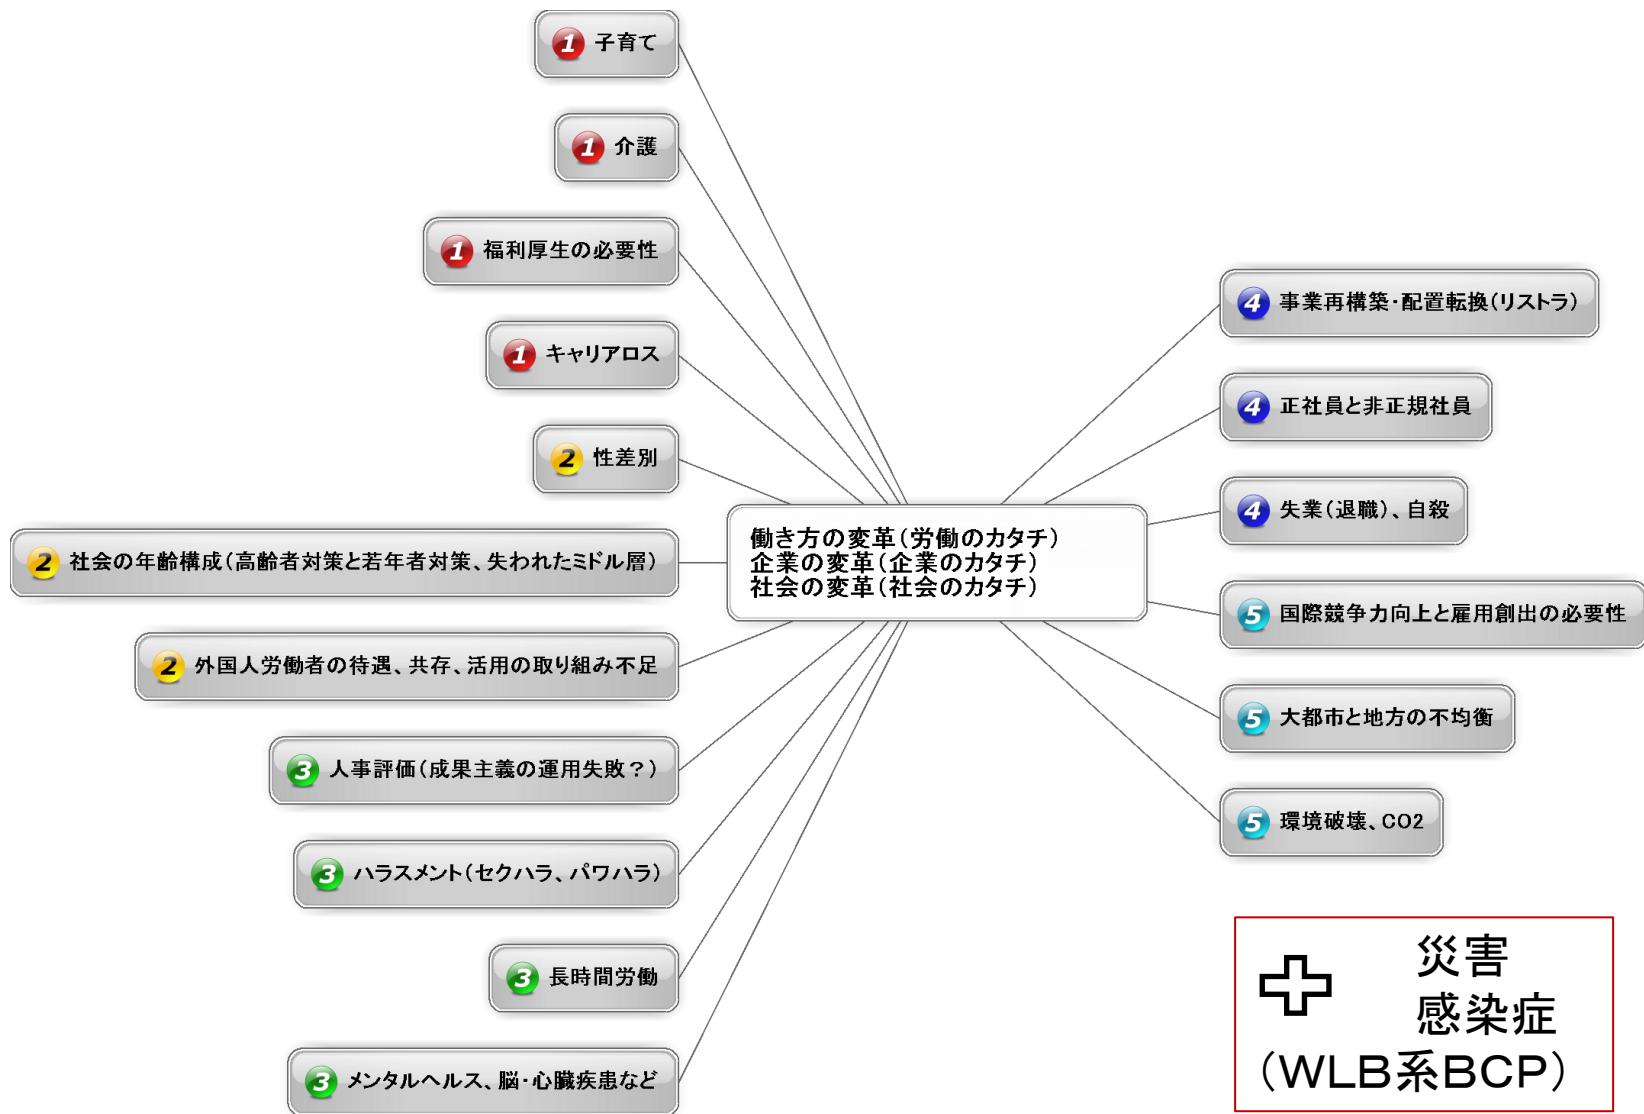 1 子育て
1 介護
1 福利厚生の必要性
1 キャリアロス
2 性差別
2 社会の年齢構成(高齢者対策と若年者対策、失われたミドル層)
2 外国人労働者の待遇、共存、活用の取り組み不足
3 人事評価(成果主義の運用失敗?)
3 ハラスメント(セクハラ、パワハラ)
3 長時間労働
3 メンタルヘルス、脳・心臓疾患など
働き方の変革(労働のカタチ)
企業の変革(企業のカタチ)
社会の変革(社会のカタチ)
4 事業再構築・配置転換(リストラ)
4 正社員と非正規社員
4 失業(退職)、自殺
5 国際競争力向上と雇用創出の必要性
5 大都市と地方の不均衡
5 環境破壊、CO2
災害
感染症
(WLB系BCP)